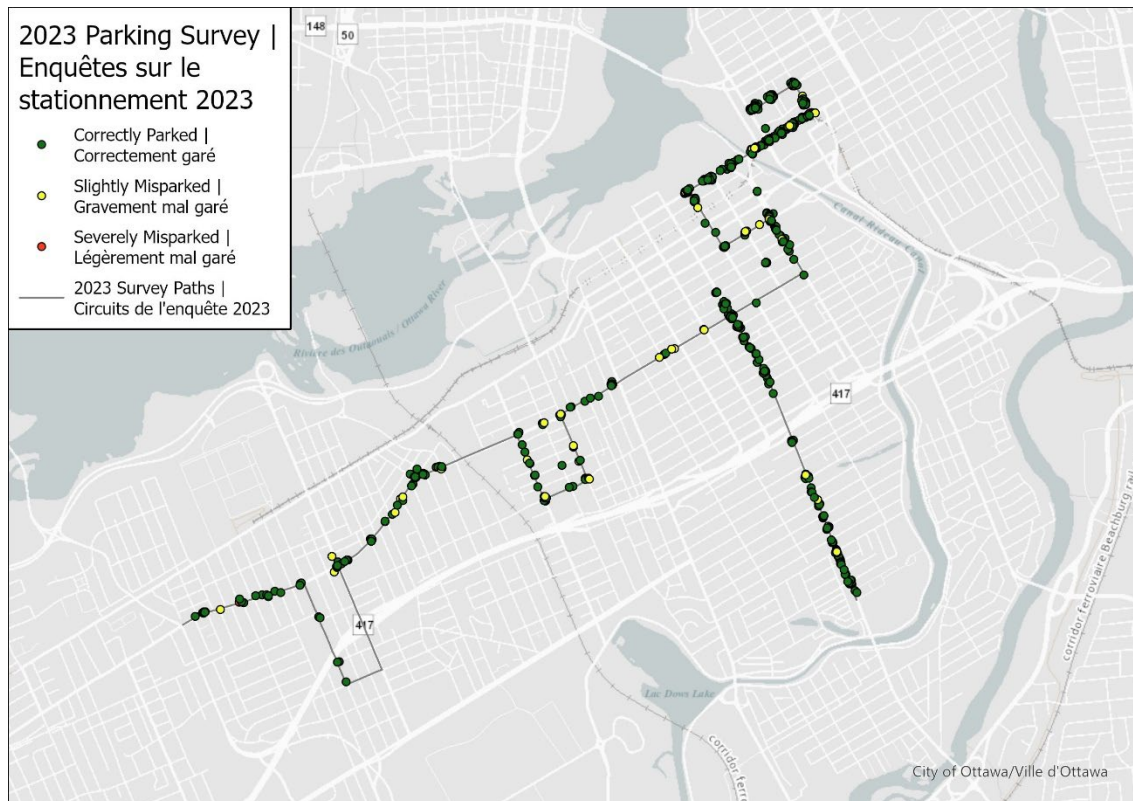 2023 Parking Survey |
Enquêtes sur le
stationnement 2023
Correctly Parked |
Correctement garé
Slightly Misparked |
Gravement mal garé
Severely Misparked |
Légèrement mal garé
2023 Survey Paths |
Circuits de l'enquête 2023
148
50
Canal Rideau Canal
Rivière des Outaouais / Ottawa River
417
417
Lac Dows Lake
corridor ferroviaire Beachburg rail
corridor
City of Ottawa/Ville d'Ottawa